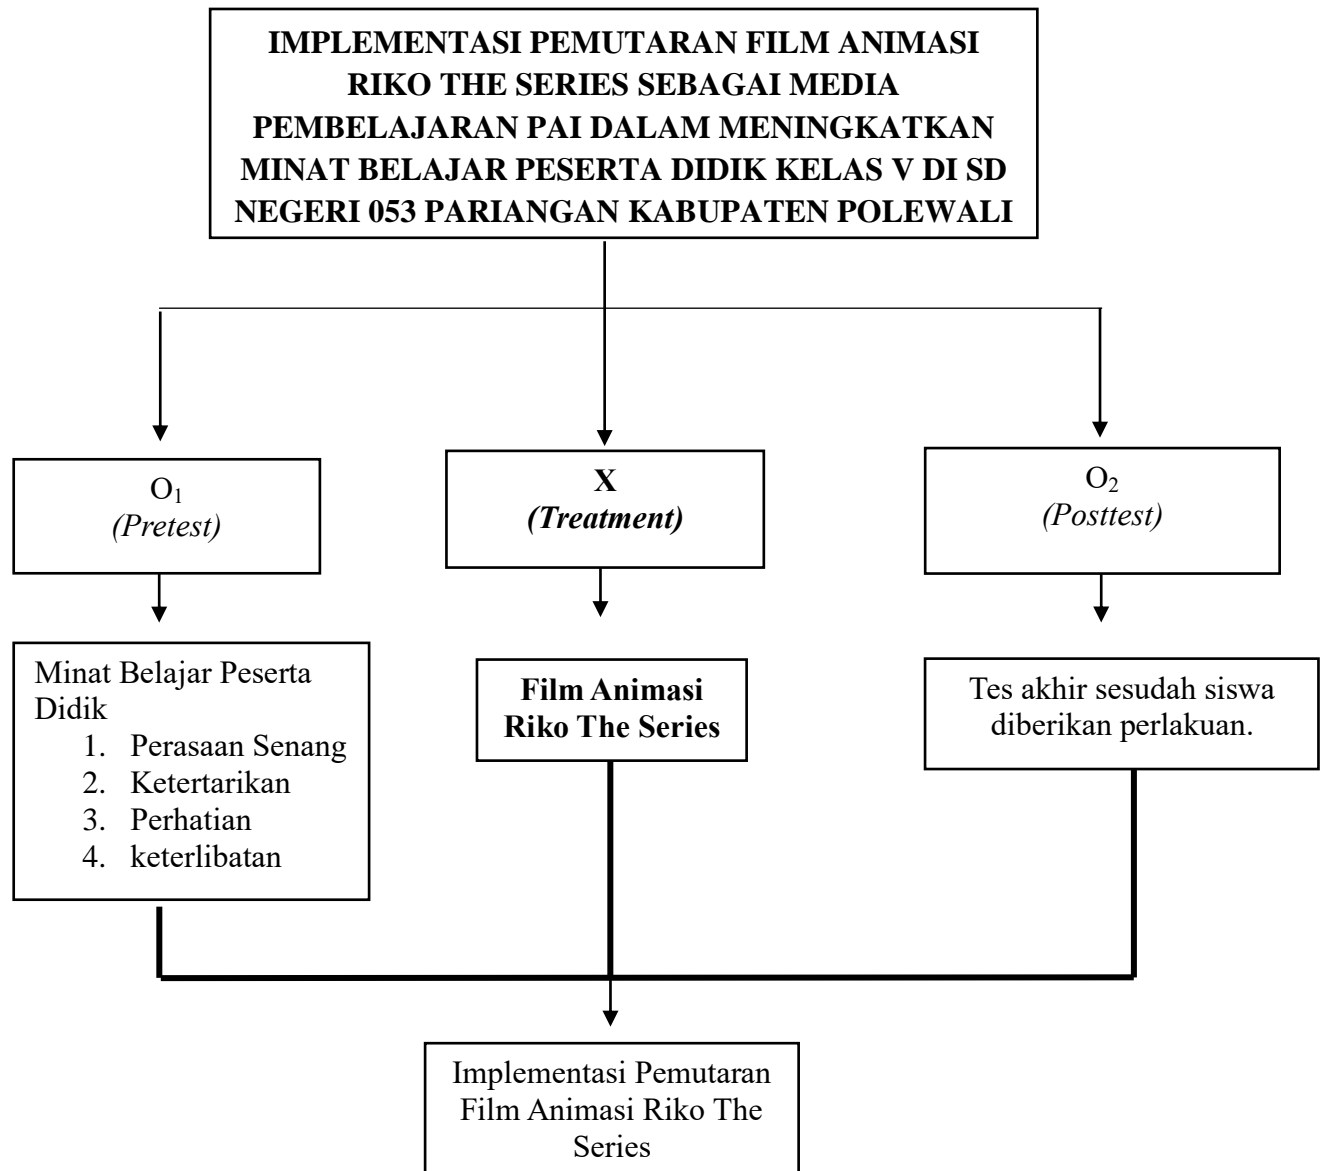 IMPLEMENTASI PEMUTARAN FILM ANIMASI
RIKO THE SERIES SEBAGAI MEDIA
PEMBELAJARAN PAI DALAM MENINGKATKAN
MINAT BELAJAR PESERTA DIDIK KELAS V DI SD
NEGERI 053 PARIANGAN KABUPATEN POLEWALI
O₁
(Pretest)
X
(Treatment)
O₂
(Posttest)
Minat Belajar Peserta
Didik
1. Perasaan Senang
2. Ketertarikan
3. Perhatian
4. keterlibatan
Film Animasi
Riko The Series
Tes akhir sesudah siswa
diberikan perlakuan.
Implementasi Pemutaran
Film Animasi Riko The
Series